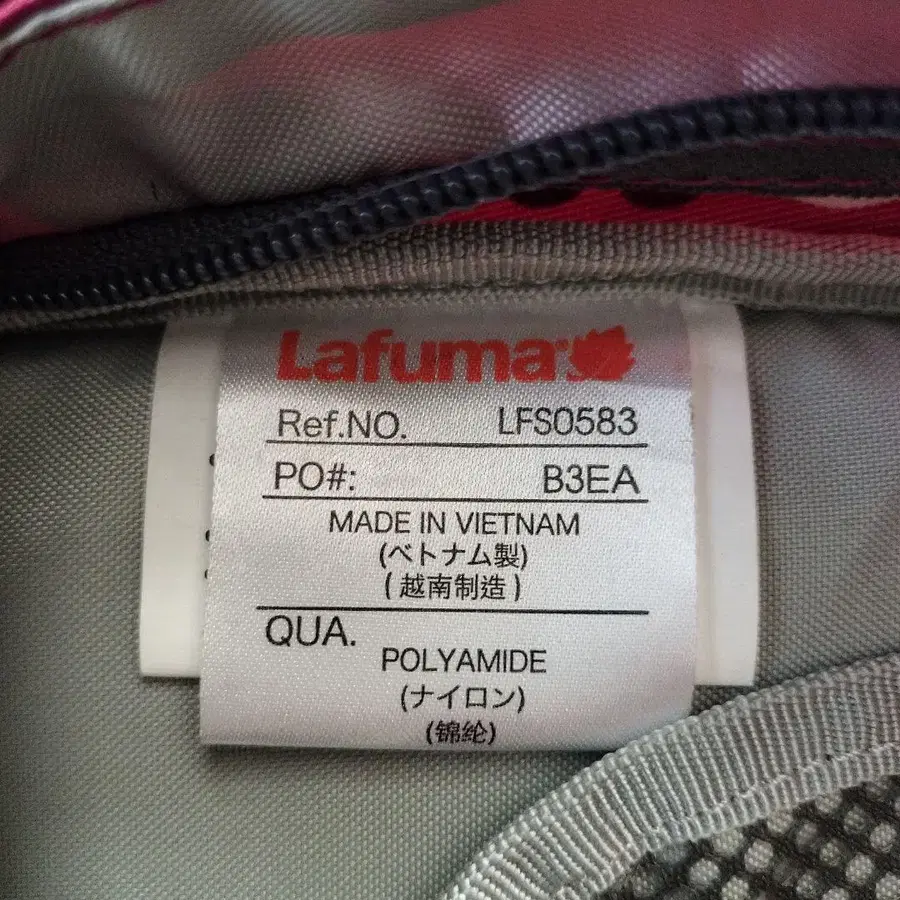 Lafuma®
Ref.NO. LFS0583
PO#: B3EA
MADE IN VIETNAM
(ベトナム製)
(越南制造)
QUA.
POLYAMIDE
(ナイロン)
(锦纶)